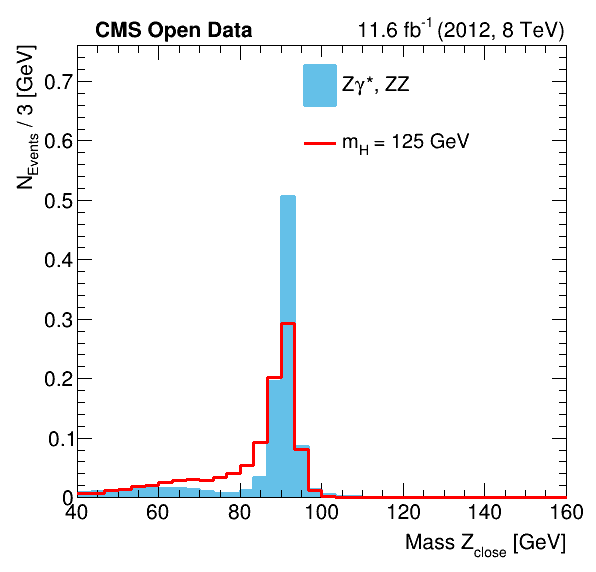 CMS Open Data 11.6 fb⁻¹ (2012, 8 TeV)
N_Events / 3 [GeV]
0.7
0.6
0.5
0.4
0.3
0.2
0.1
0
Zγ*, ZZ
m_H = 125 GeV
40 60 80 100 120 140 160
Mass Z_close [GeV]